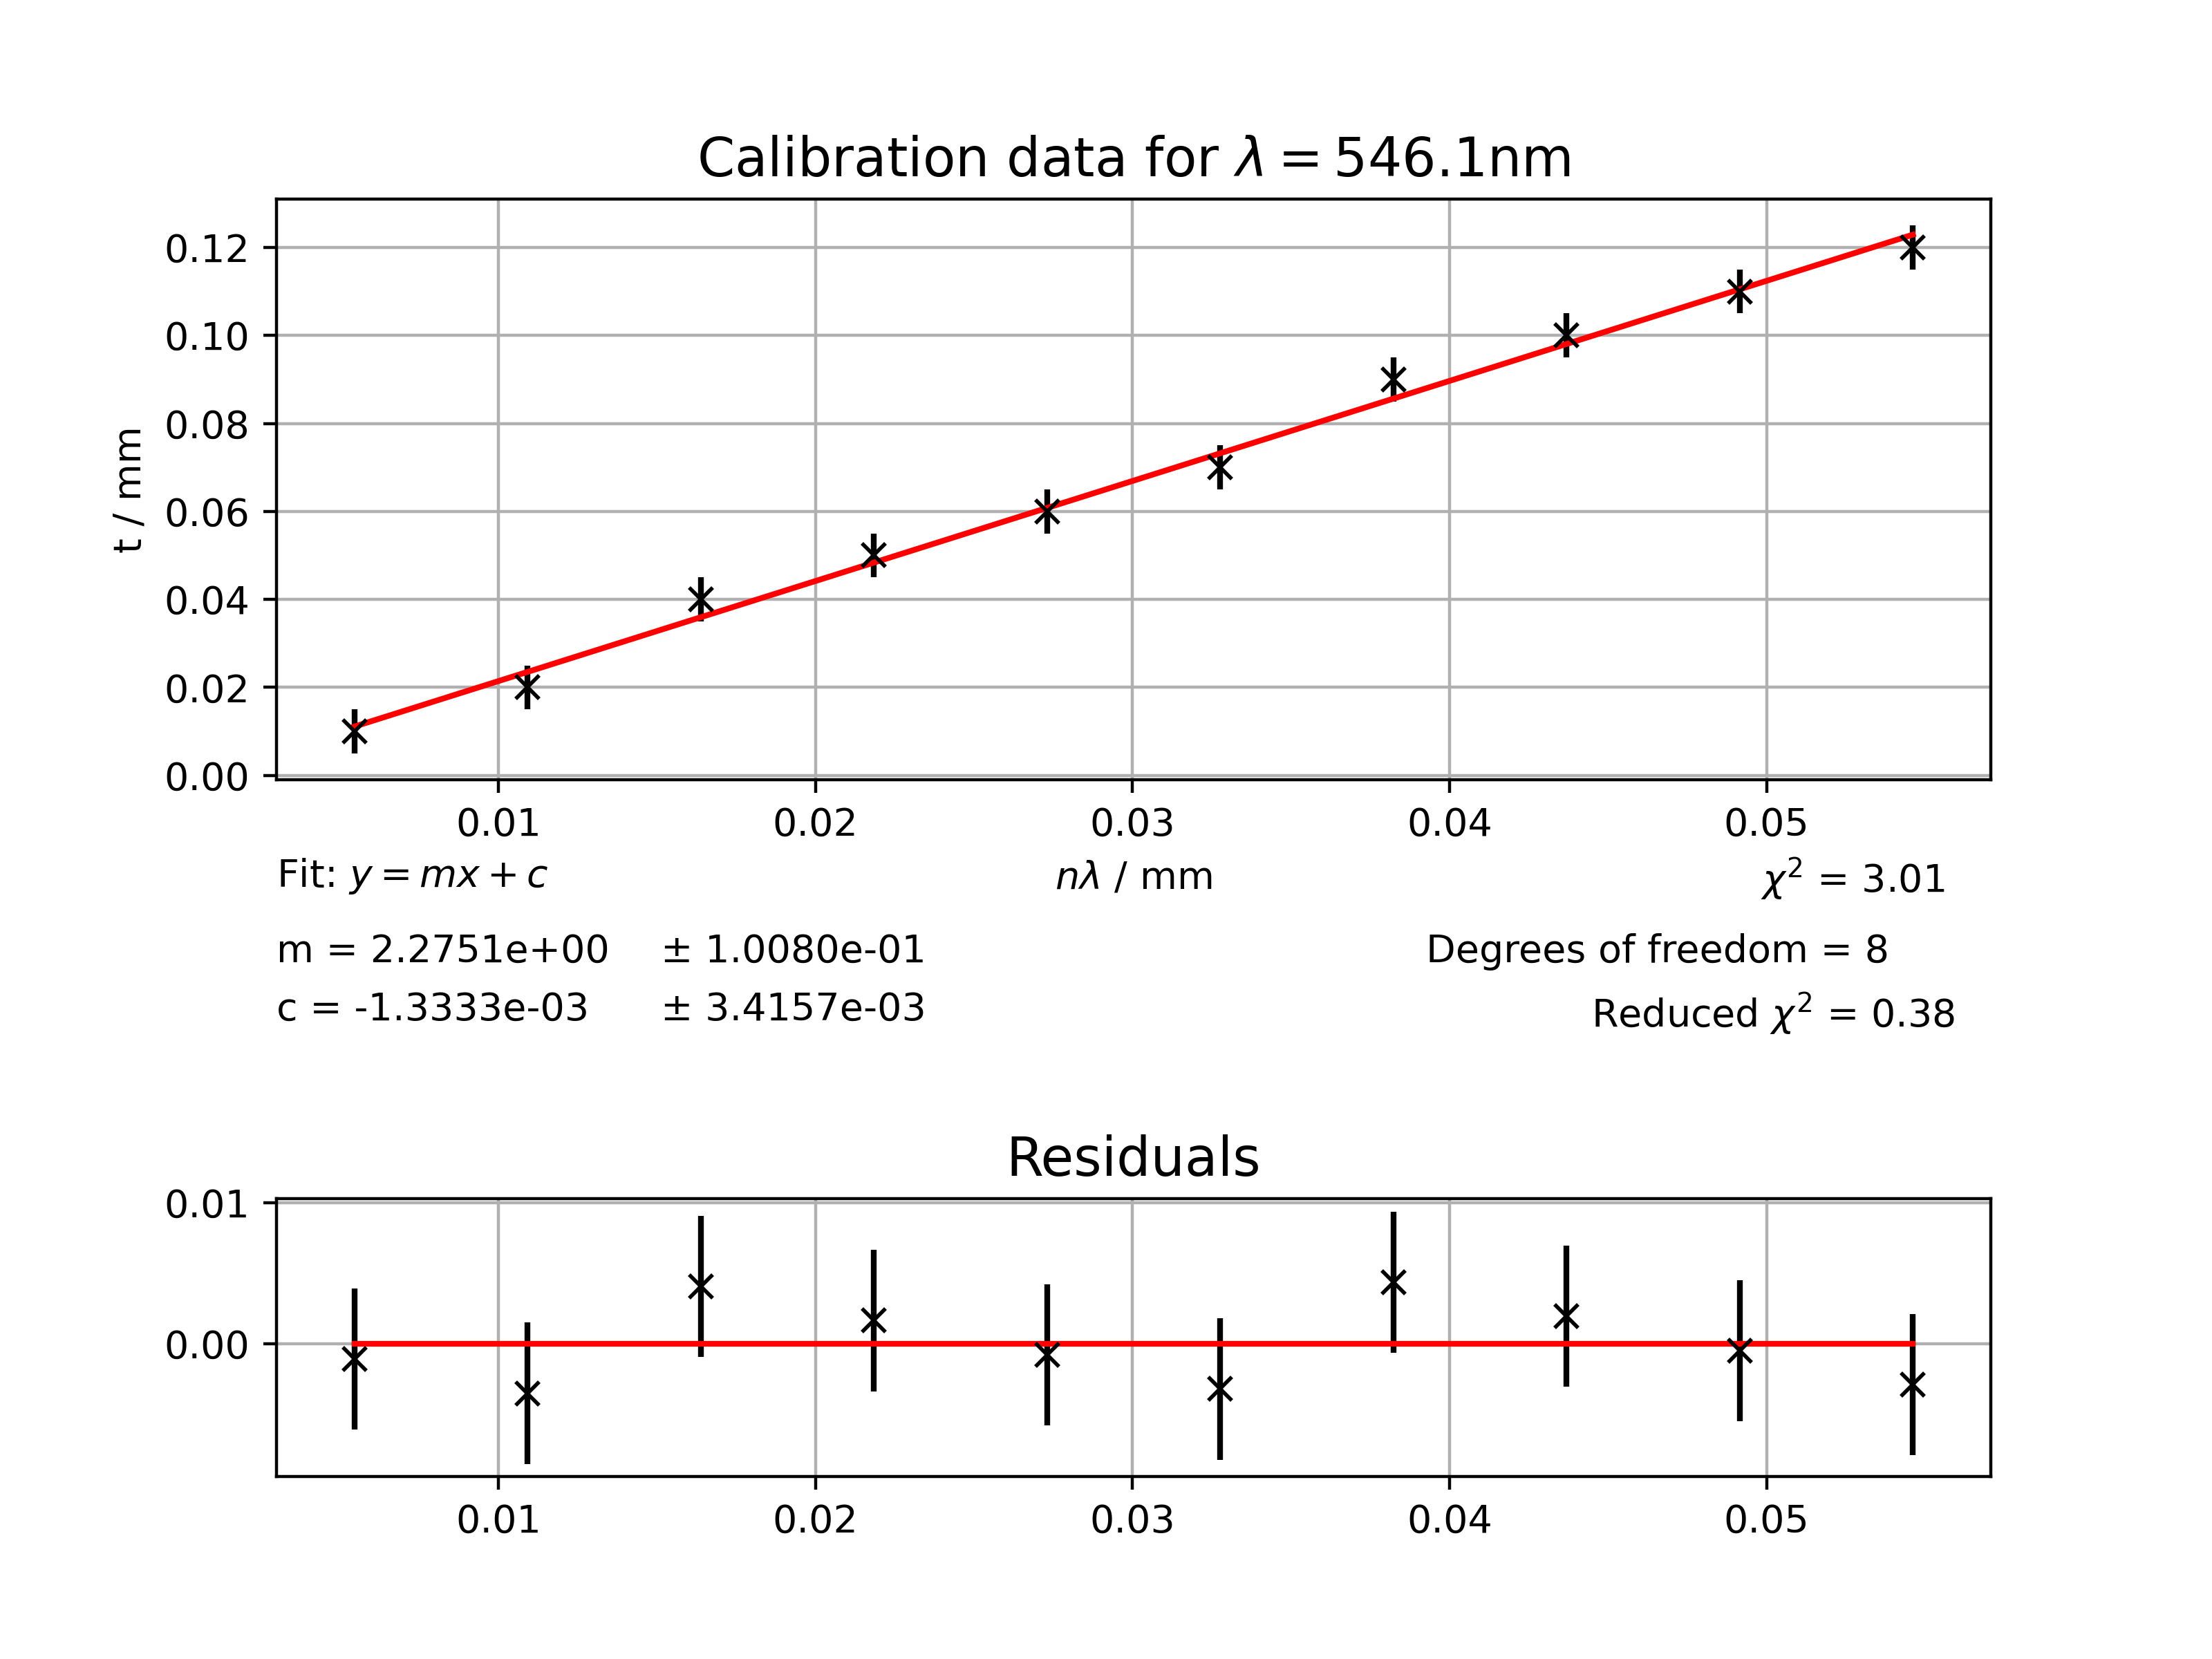 Calibration data for λ = 546.1nm
0.12
0.10
0.08
0.06
0.04
0.02
0.00
t / mm
0.01 0.02 0.03 0.04 0.05
nλ / mm
Fit: y = mx + c
m = 2.2751e+00 ± 1.0080e-01
c = -1.3333e-03 ± 3.4157e-03
χ² = 3.01
Degrees of freedom = 8
Reduced χ² = 0.38
Residuals
0.01
0.00
0.01 0.02 0.03 0.04 0.05